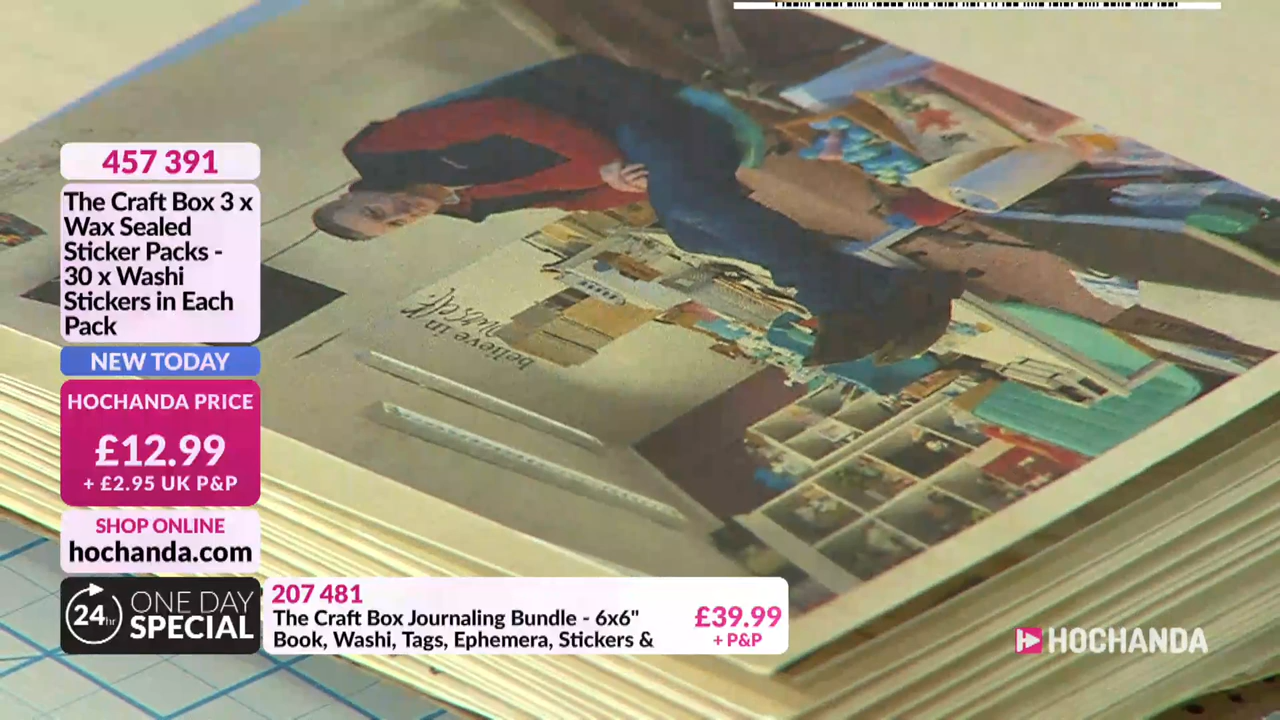 457 391
The Craft Box 3 x
Wax Sealed
Sticker Packs -
30 x Washi
Stickers in Each
Pack
NEW TODAY
HOCHANDA PRICE
£12.99
+ £2.95 UK P&P
SHOP ONLINE
hochanda.com
24hr ONE DAY
SPECIAL
207 481
The Craft Box Journaling Bundle - 6x6"
Book, Washi, Tags, Ephemera, Stickers &
£39.99
+ P&P
HOCHANDA
believe in
yourself